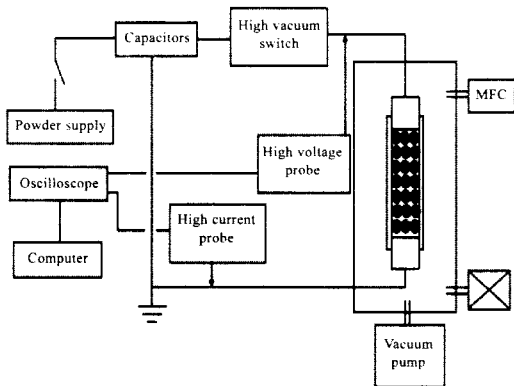 Capacitors
High vacuum
switch
MFC
Powder supply
High voltage
probe
Oscilloscope
High current
probe
Computer
Vacuum
pump